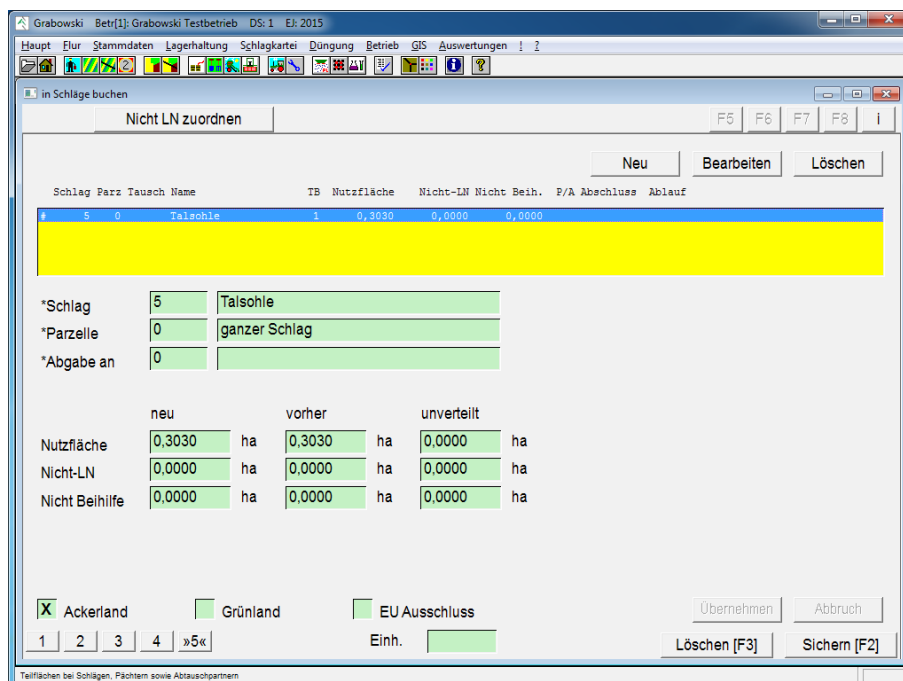 Grabowski Betr[1]: Grabowski Testbetrieb DS: 1 EJ: 2015
Haupt Flur Stammdaten Lagerhaltung Schlagkartei Düngung Betrieb GIS Auswertungen ! ?
in Schläge buchen
Nicht LN zuordnen F5 F6 F7 F8 i
Neu Bearbeiten Löschen
Schlag Parz Tausch Name TB Nutzfläche Nicht-LN Nicht Beih. P/A Abschluss Ablauf
# 5 0 Talsohle 1 0,3030 0,0000 0,0000
*Schlag 5 Talsohle
*Parzelle 0 ganzer Schlag
*Abgabe an 0
neu vorher unverteilt
Nutzfläche 0,3030 ha 0,3030 ha 0,0000 ha
Nicht-LN 0,0000 ha 0,0000 ha 0,0000 ha
Nicht Beihilfe 0,0000 ha 0,0000 ha 0,0000 ha
X Ackerland Grünland EU Ausschluss Übernehmen Abbruch
1 2 3 4 »5« Einh. Löschen [F3] Sichern [F2]
Teilflächen bei Schlägen, Pächtern sowie Abtauschpartnern